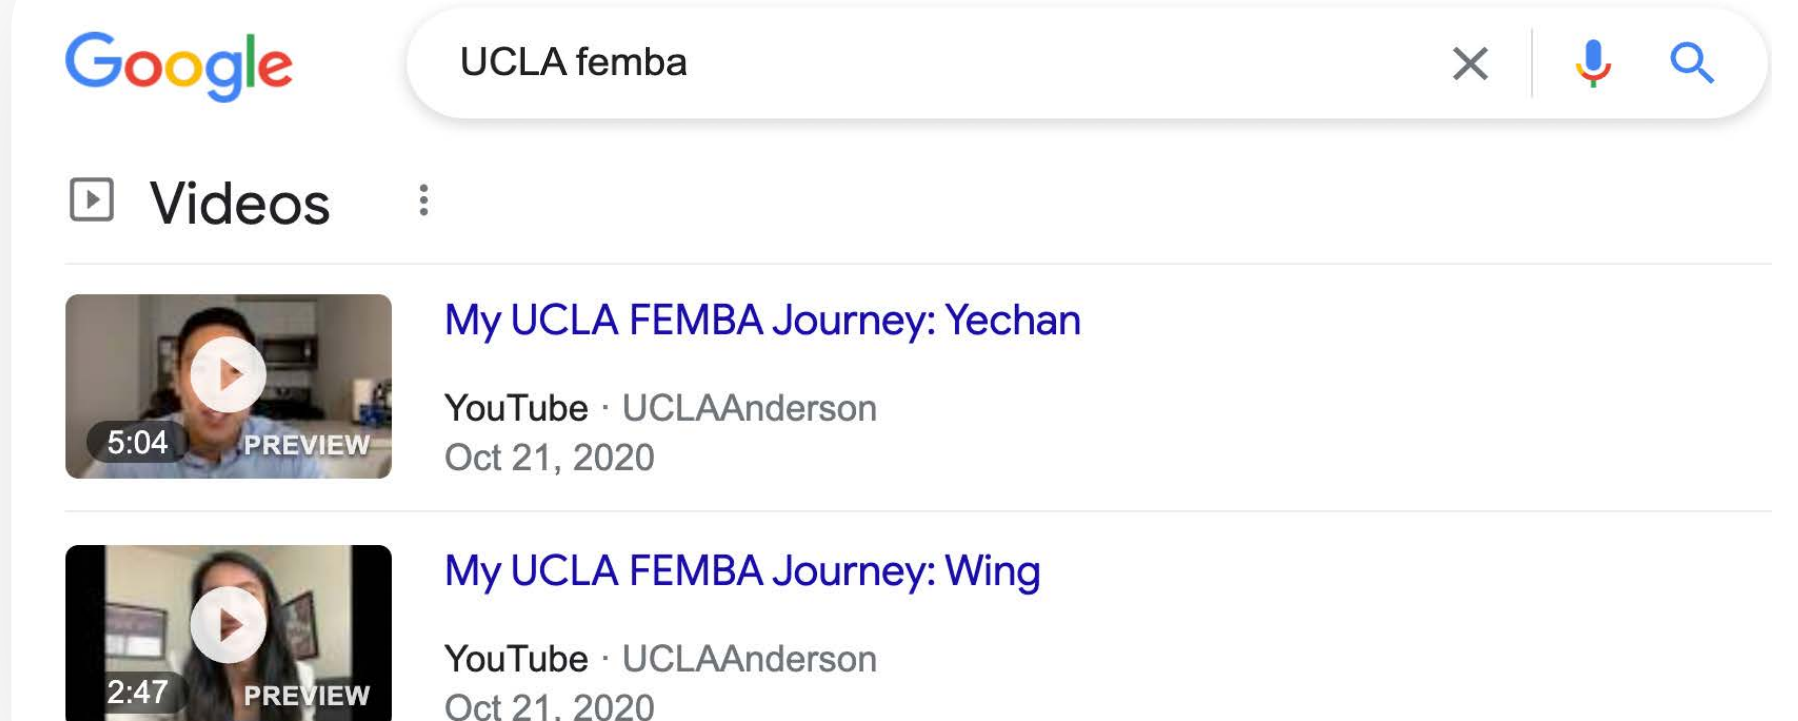 Google
UCLA femba
Videos
My UCLA FEMBA Journey: Yechan
YouTube · UCLAAnderson
Oct 21, 2020
5:04 PREVIEW
My UCLA FEMBA Journey: Wing
YouTube · UCLAAnderson
Oct 21, 2020
2:47 PREVIEW